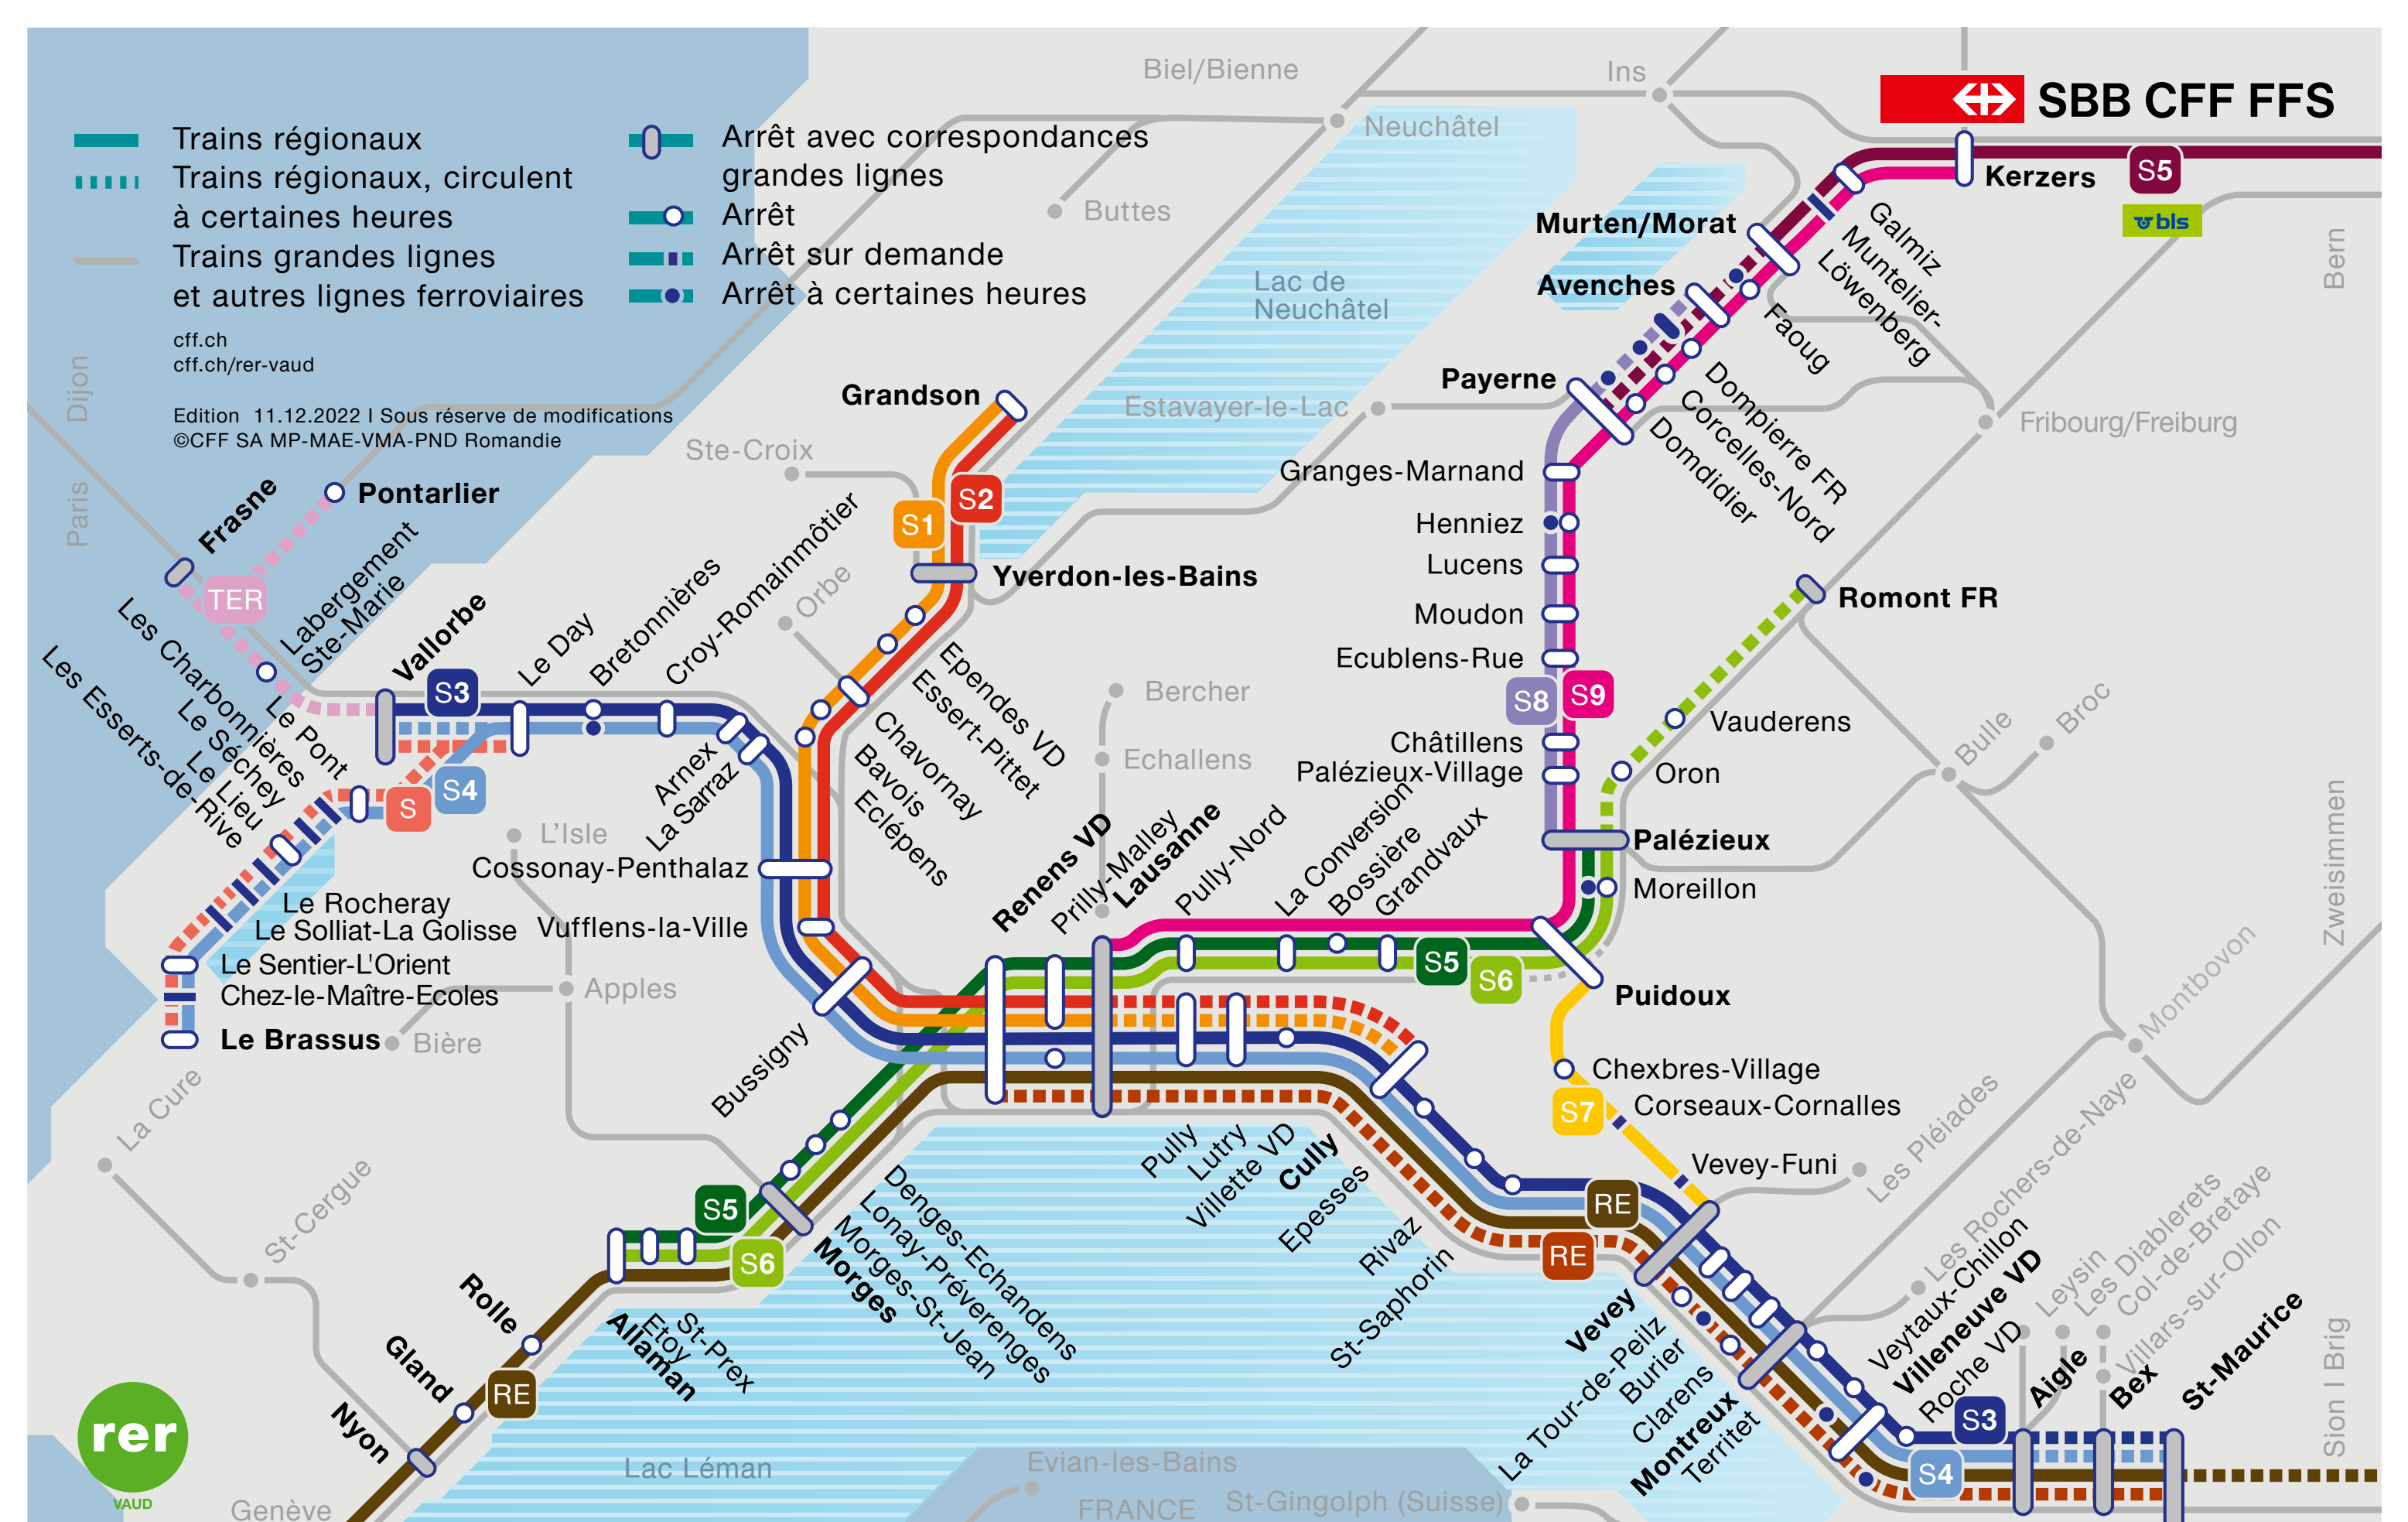 Trains régionaux
Trains régionaux, circulent
à certaines heures
Trains grandes lignes
et autres lignes ferroviaires
cff.ch
cff.ch/rer-vaud
Edition 11.12.2022 I Sous réserve de modifications
©CFF SA MP-MAE-VMA-PND Romandie
Arrêt avec correspondances
grandes lignes
Arrêt
Arrêt sur demande
Arrêt à certaines heures
SBB CFF FFS
Biel/Bienne
Ins
Neuchâtel
Buttes
Lac de
Neuchâtel
Kerzers
S5
bls
Galmiz
Muntelier-
Löwenberg
Murten/Morat
Faoug
Avenches
Bern
Payerne
Dompierre FR
Corcelles-Nord
Domdidier
Estavayer-le-Lac
Fribourg/Freiburg
Grandson
Ste-Croix
S1
S2
Yverdon-les-Bains
Orbe
Dijon
Paris
Frasne
Pontarlier
TER
Labergement
Ste-Marie
Vallorbe
S3
Le Day
Bretonnières
Croy-Romainmôtier
Les Charbonnières
Les Esserts-de-Rive
Le Pont
Le Séchey
Le Lieu
S
S4
Arnex
La Sarraz
Ependes VD
Essert-Pittet
Chavornay
Bavois
Eclépens
Bercher
Echallens
Granges-Marnand
Henniez
Lucens
Moudon
Ecublens-Rue
S8
S9
Châtillens
Palézieux-Village
Romont FR
Vauderens
Oron
Palézieux
Moreillon
Bulle
Broc
Zweisimmen
Montbovon
L'Isle
Cossonay-Penthalaz
Vufflens-la-Ville
Le Rocheray
Le Solliat-La Golisse
Le Sentier-L'Orient
Chez-le-Maître-Ecoles
Le Brassus
Bière
Apples
Renens VD
Prilly-Malley
Lausanne
Pully-Nord
La Conversion
Bossière
Grandvaux
S5
S6
Puidoux
Chexbres-Village
S7
Corseaux-Cornalles
Vevey-Funi
Les Pléiades
Les Rochers-de-Naye
Bussigny
La Cure
St-Cergue
S5
S6
Denges-Echandens
Lonay-Préverenges
Morges-St-Jean
Morges
Pully
Lutry
Villette VD
Cully
Epesses
Rivaz
St-Saphorin
RE
RE
Vevey
La Tour-de-Peilz
Burier
Clarens
Montreux
Territet
Veytaux-Chillon
Villeneuve VD
Roche VD
S3
S4
Leysin
Les Diablerets
Col-de-Bretaye
Villars-sur-Ollon
Aigle
Bex
St-Maurice
Sion I Brig
Rolle
Gland
Nyon
RE
Allaman
Etoy
St-Prex
Genève
Lac Léman
Evian-les-Bains
FRANCE
St-Gingolph (Suisse)
rer
VAUD